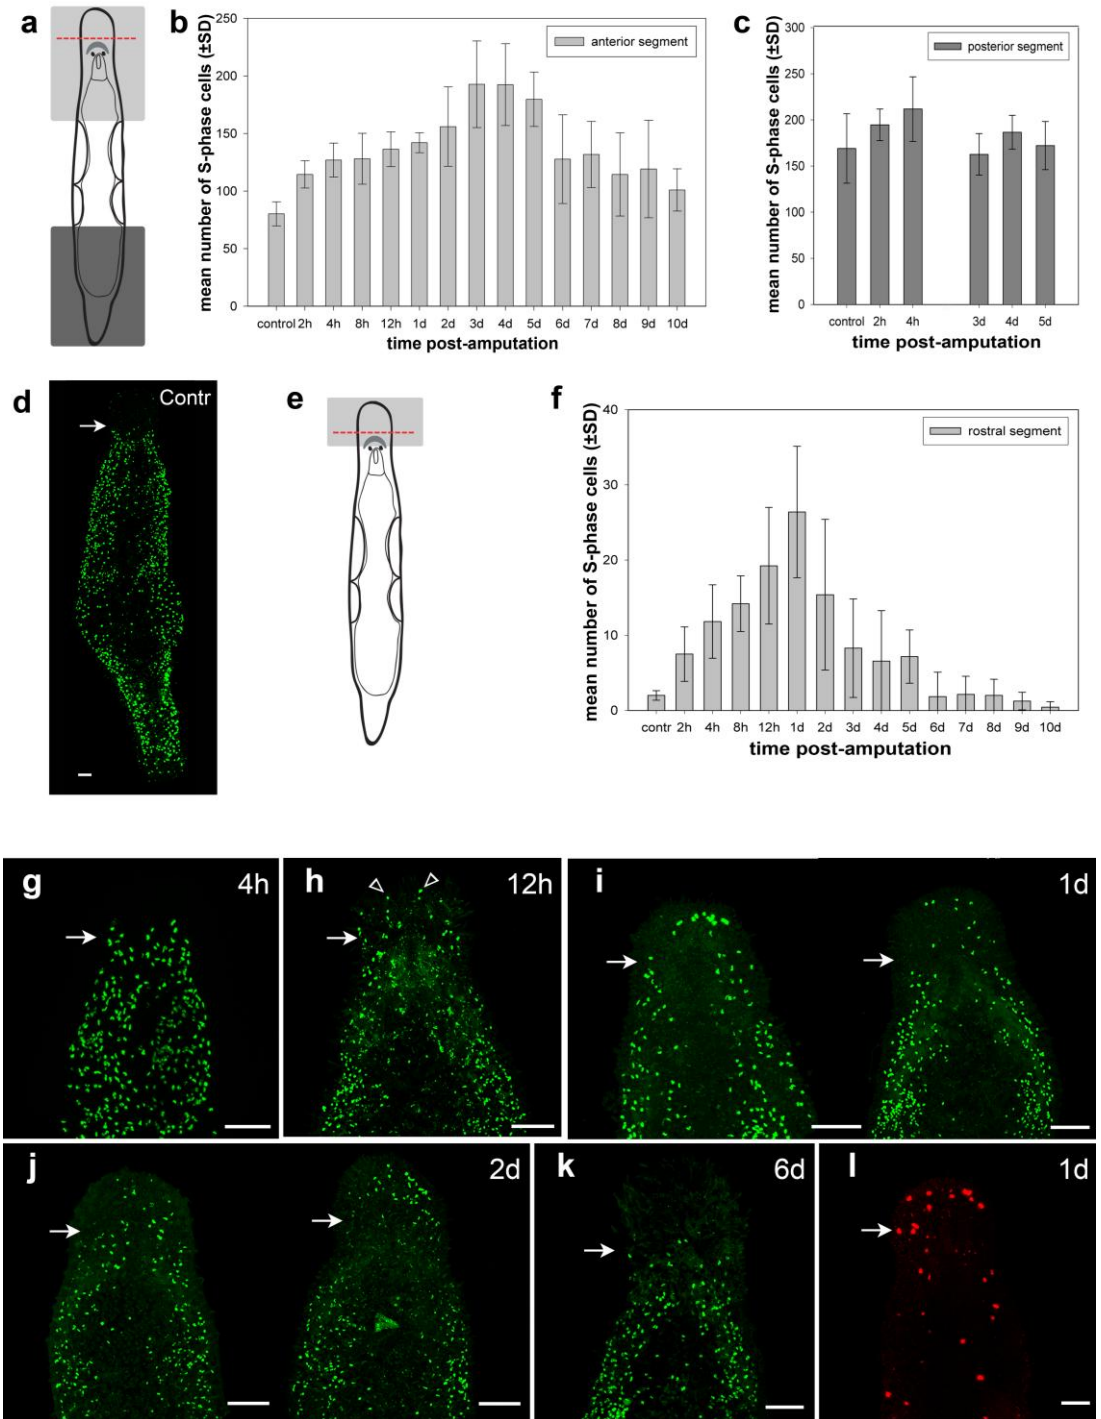 a
b
mean number of S-phase cells (±SD)
250
200
150
100
50
0
anterior segment
control 2h 4h 8h 12h 1d 2d 3d 4d 5d 6d 7d 8d 9d 10d
time post-amputation
c
mean number of S-phase cells (±SD)
300
250
200
150
100
50
0
posterior segment
control 2h 4h 3d 4d 5d
time post-amputation
d
Contr
e
f
mean number of S-phase cells (±SD)
40
30
20
10
0
rostral segment
contr 2h 4h 8h 12h 1d 2d 3d 4d 5d 6d 7d 8d 9d 10d
time post-amputation
g
4h
h
12h
i
1d
j
2d
k
6d
l
1d